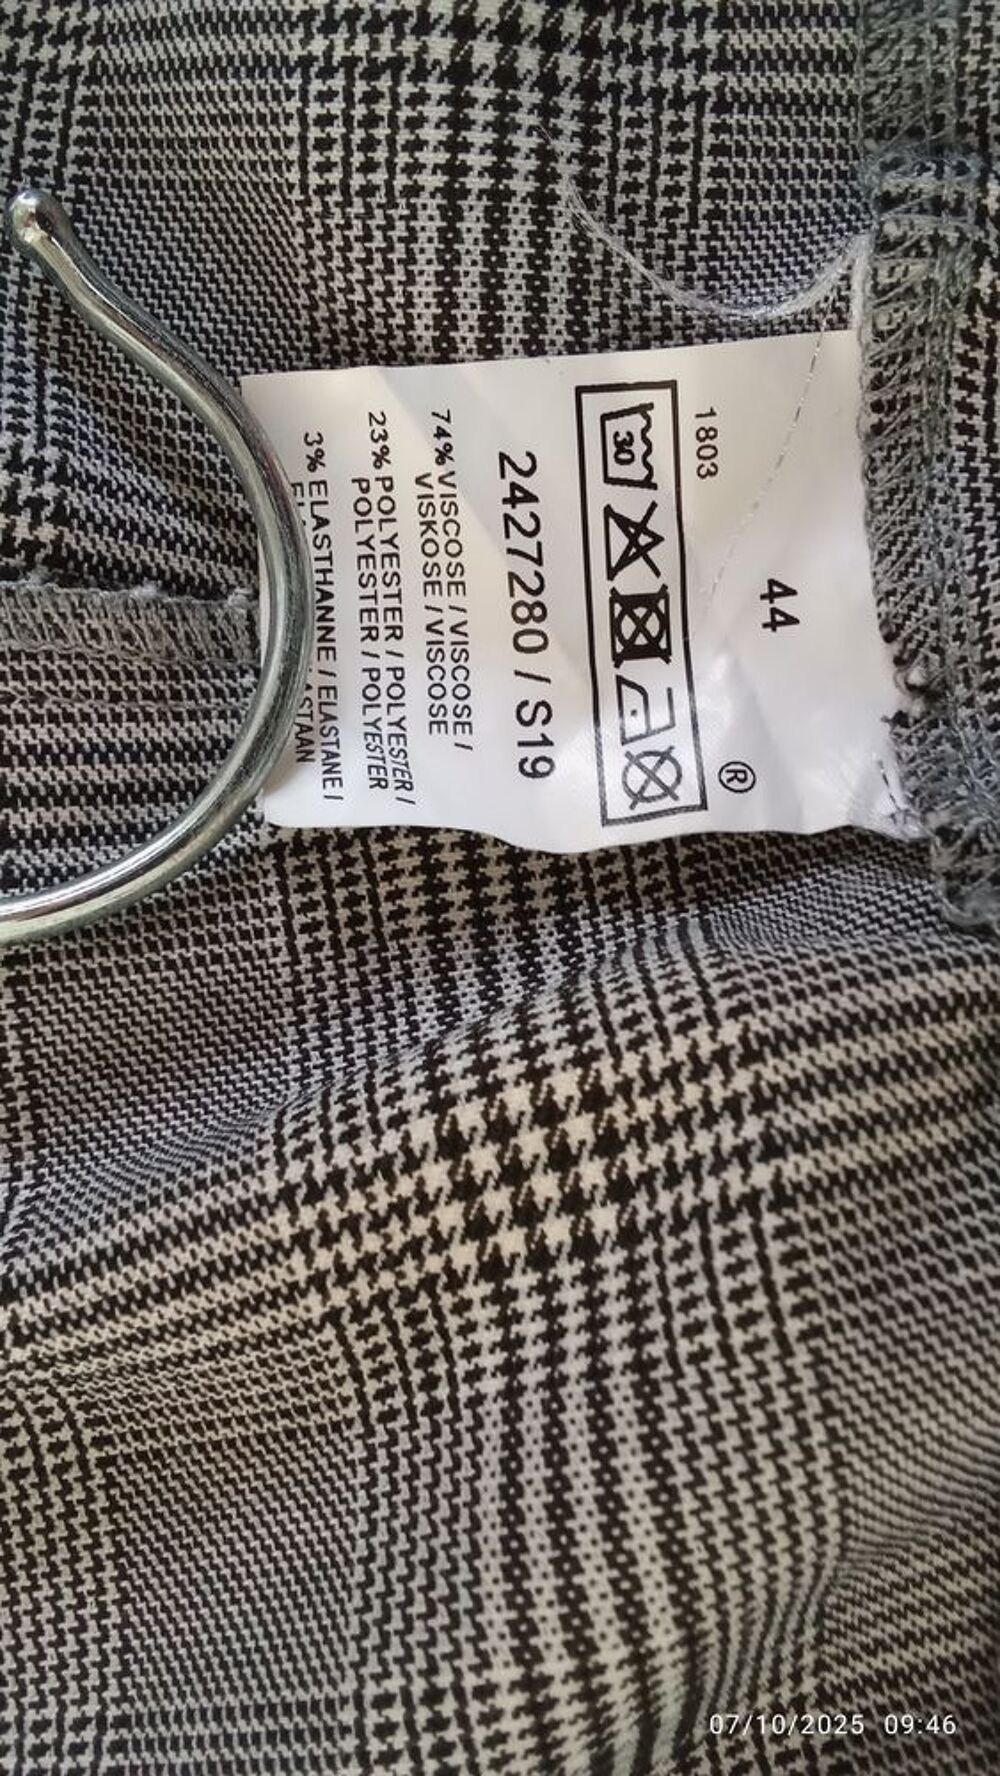 44
®
1803
30
2427280 / S19
74% VISCOSE / VISCOSE /
VISKOSE / VISCOSE
23% POLYESTER / POLYESTER /
POLYESTER / POLYESTER
3% ELASTHANNE / ELASTANE /
07/10/2025 09:46